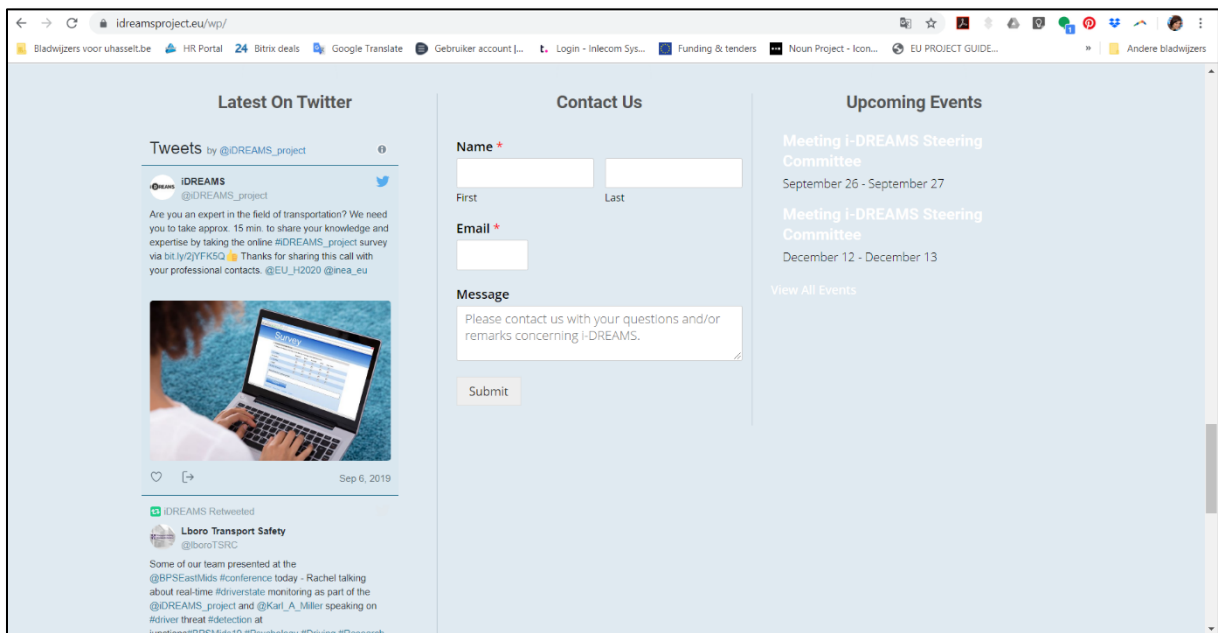 idreamsproject.eu/wp/
Bladwijzers voor uhasselt.be
HR Portal
24 Bitrix deals
Google Translate
Gebruiker account |...
t. Login - Inlecom Sys...
Funding & tenders
Noun Project - Icon...
EU PROJECT GUIDE...
»
Andere bladwijzers
Latest On Twitter
Tweets by @iDREAMS_project
iDREAMS
@iDREAMS_project
Are you an expert in the field of transportation? We need
you to take approx. 15 min. to share your knowledge and
expertise by taking the online #iDREAMS_project survey
via bit.ly/2jYFK5Q 👍 Thanks for sharing this call with
your professional contacts. @EU_H2020 @inea_eu
Survey
Sep 6, 2019
iDREAMS Retweeted
Lboro Transport Safety
@lboroTSRC
Some of our team presented at the
@BPSEastMids #conference today - Rachel talking
about real-time #driverstate monitoring as part of the
@iDREAMS_project and @Karl_A_Miller speaking on
#driver threat #detection at
Contact Us
Name *
First
Last
Email *
Message
Please contact us with your questions and/or
remarks concerning i-DREAMS.
Submit
Upcoming Events
Meeting i-DREAMS Steering
Committee
September 26 - September 27
Meeting i-DREAMS Steering
Committee
December 12 - December 13
View All Events